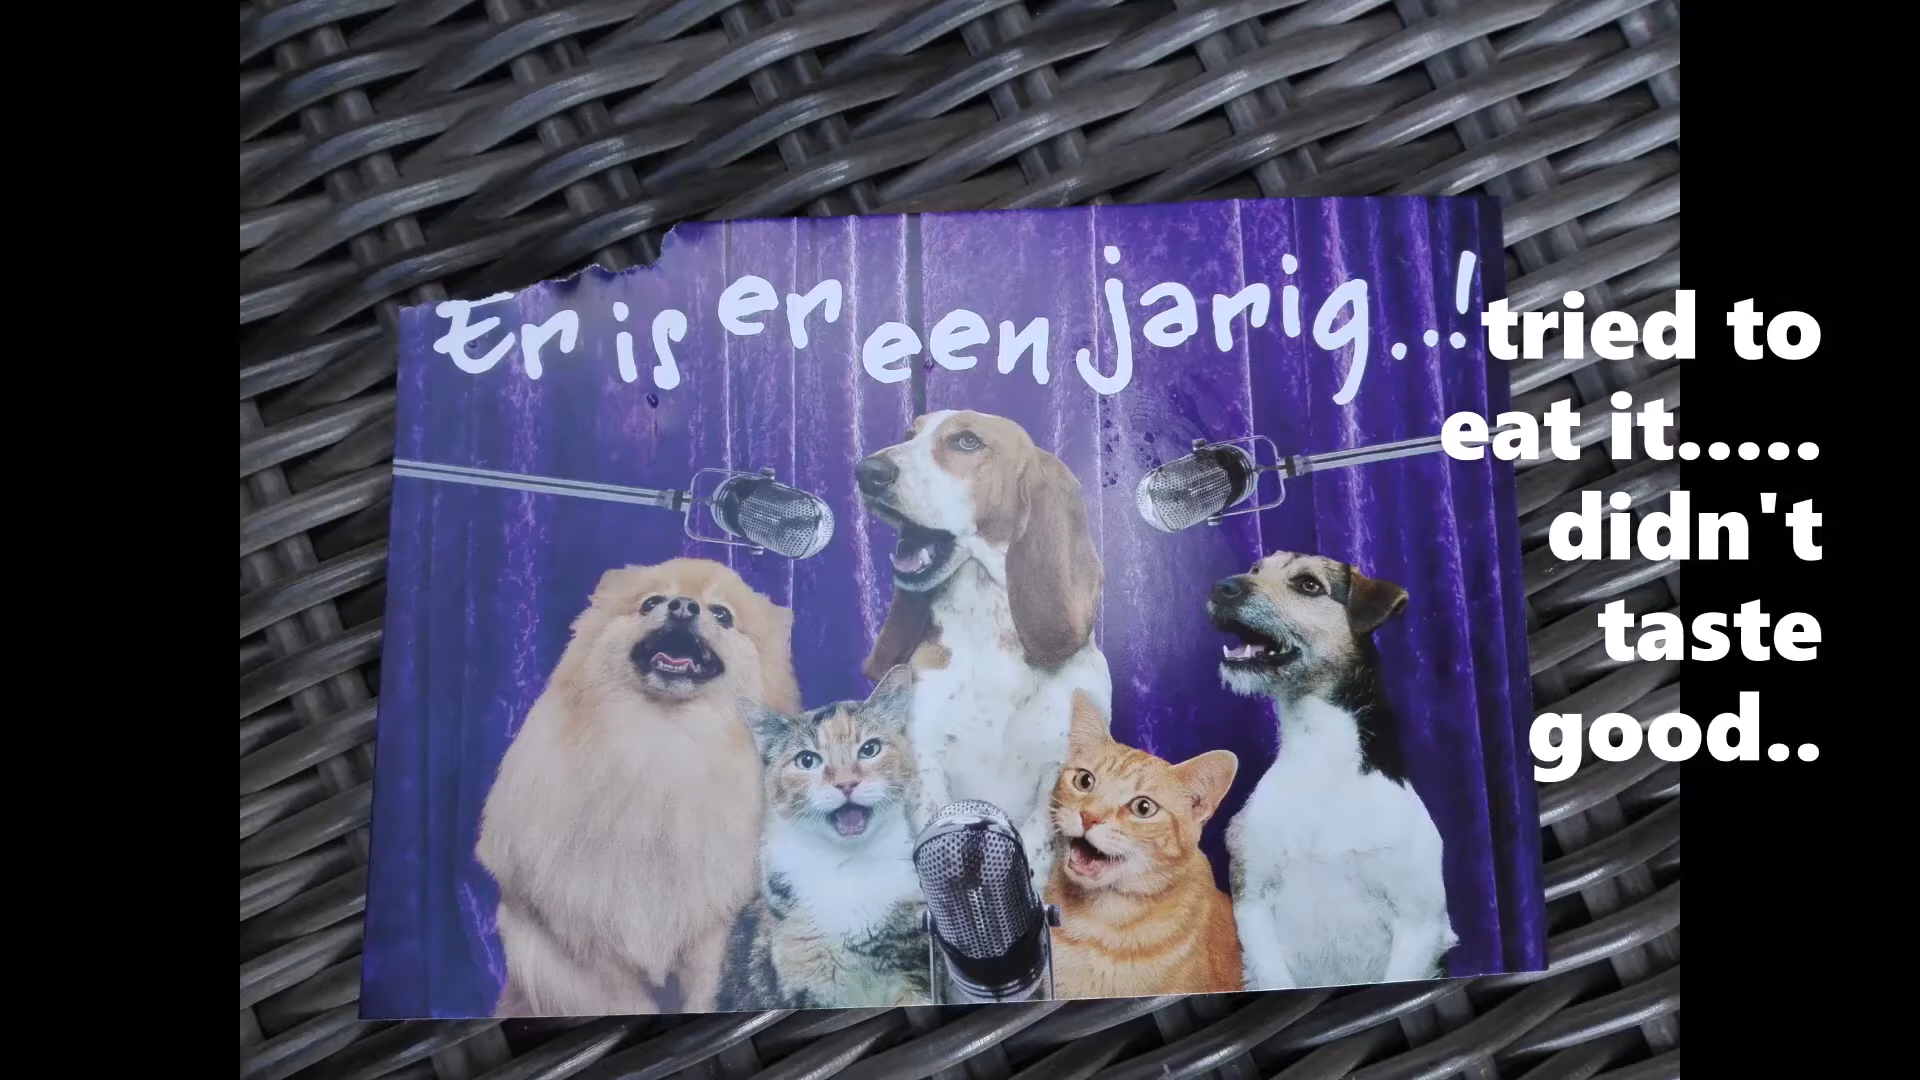 Er is er een jarig...!
tried to
eat it.....
didn't
taste
good..